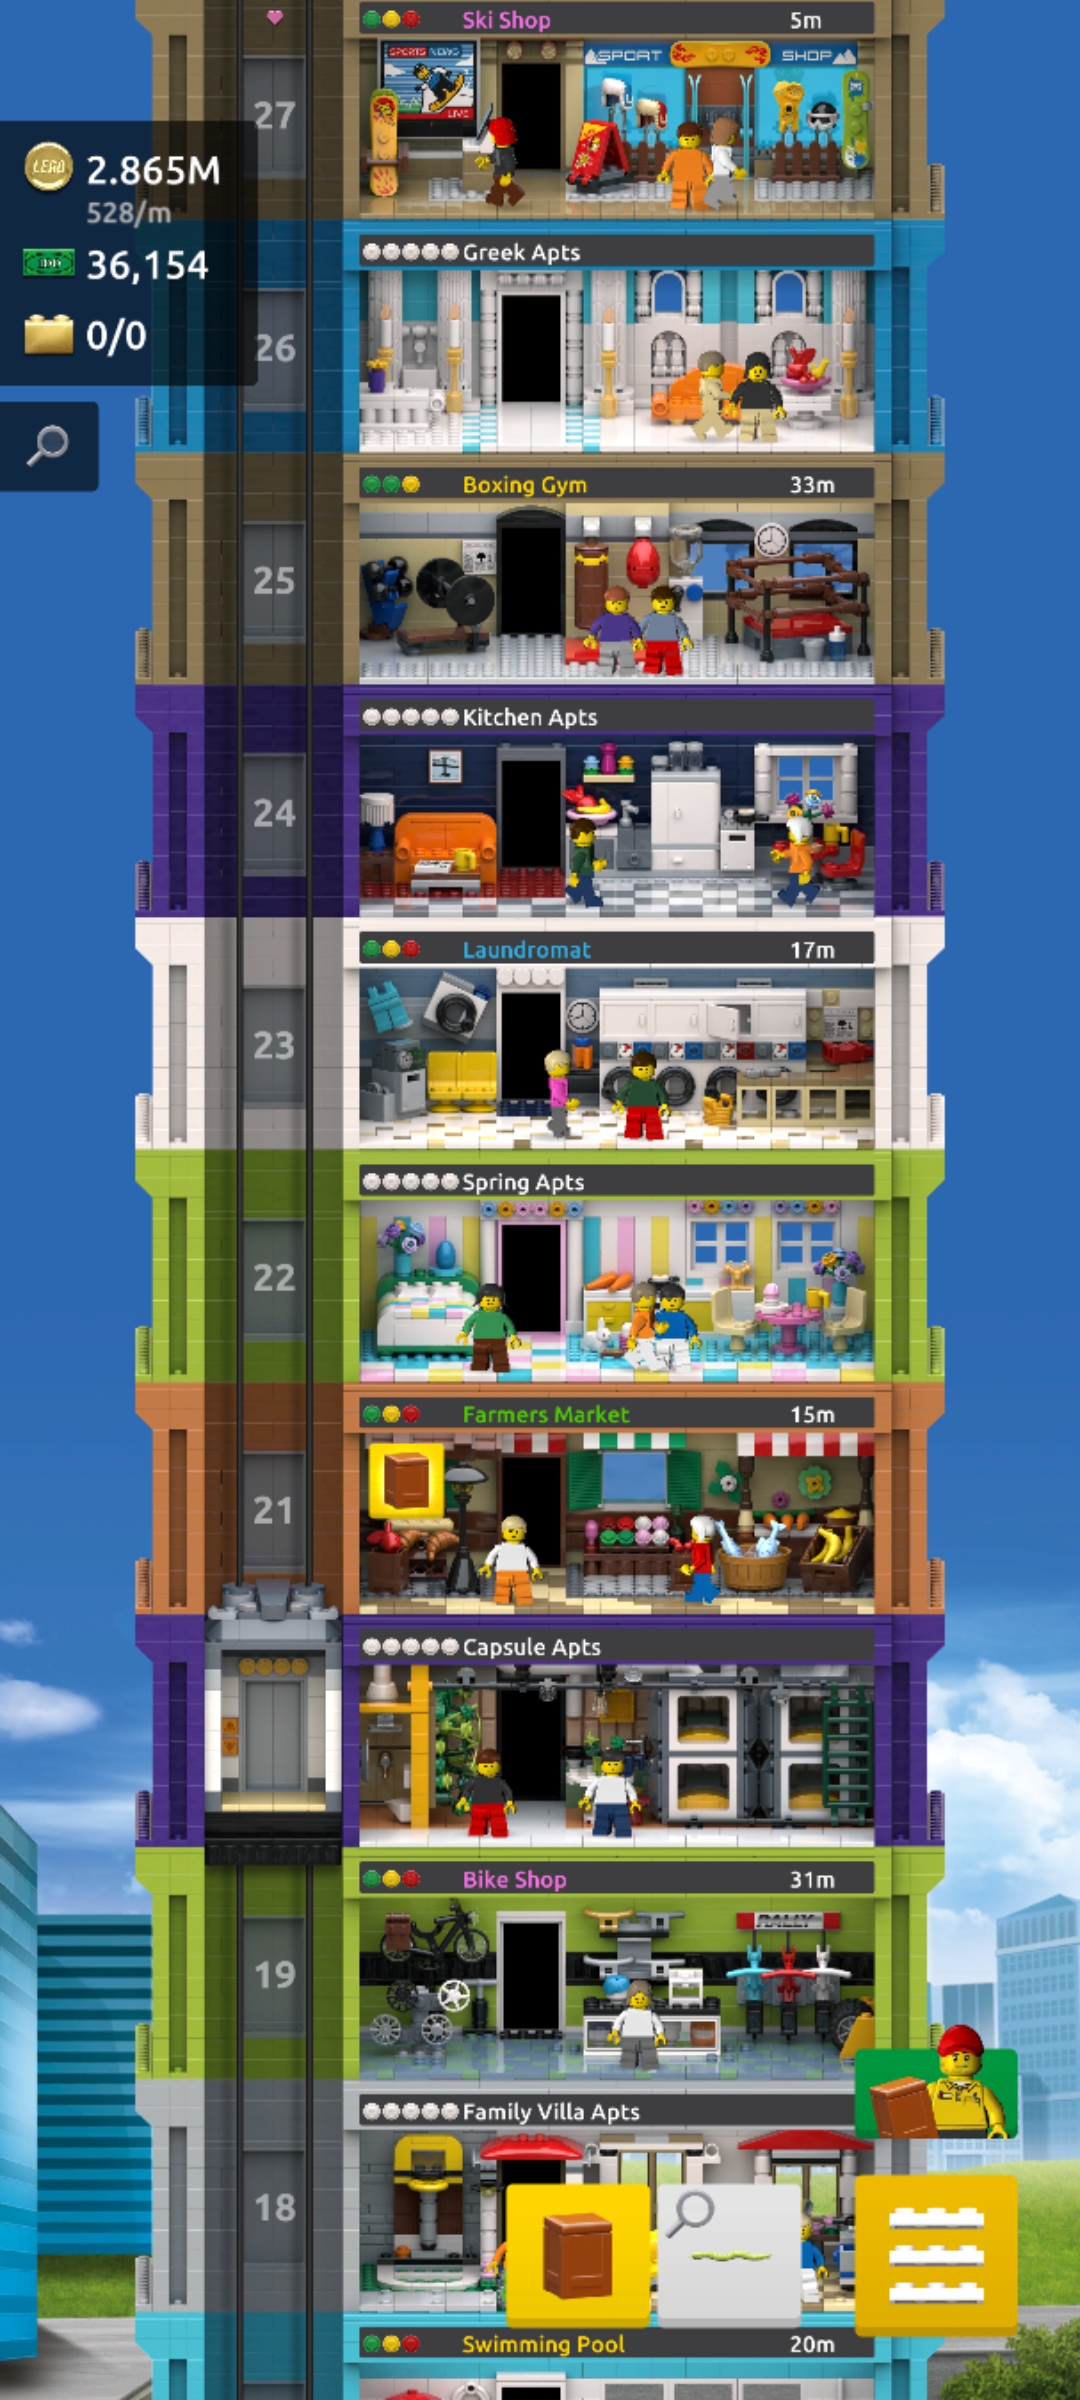 Ski Shop 5m
SPORTS NEWS
LIVE
SPORT SHOP
27
LEGO 2.865M
528/m
36,154
0/0
Greek Apts
26
Boxing Gym 33m
25
Kitchen Apts
24
Laundromat 17m
23
Spring Apts
22
Farmers Market 15m
21
Capsule Apts
Bike Shop 31m
RALLY
19
Family Villa Apts
18
Swimming Pool 20m